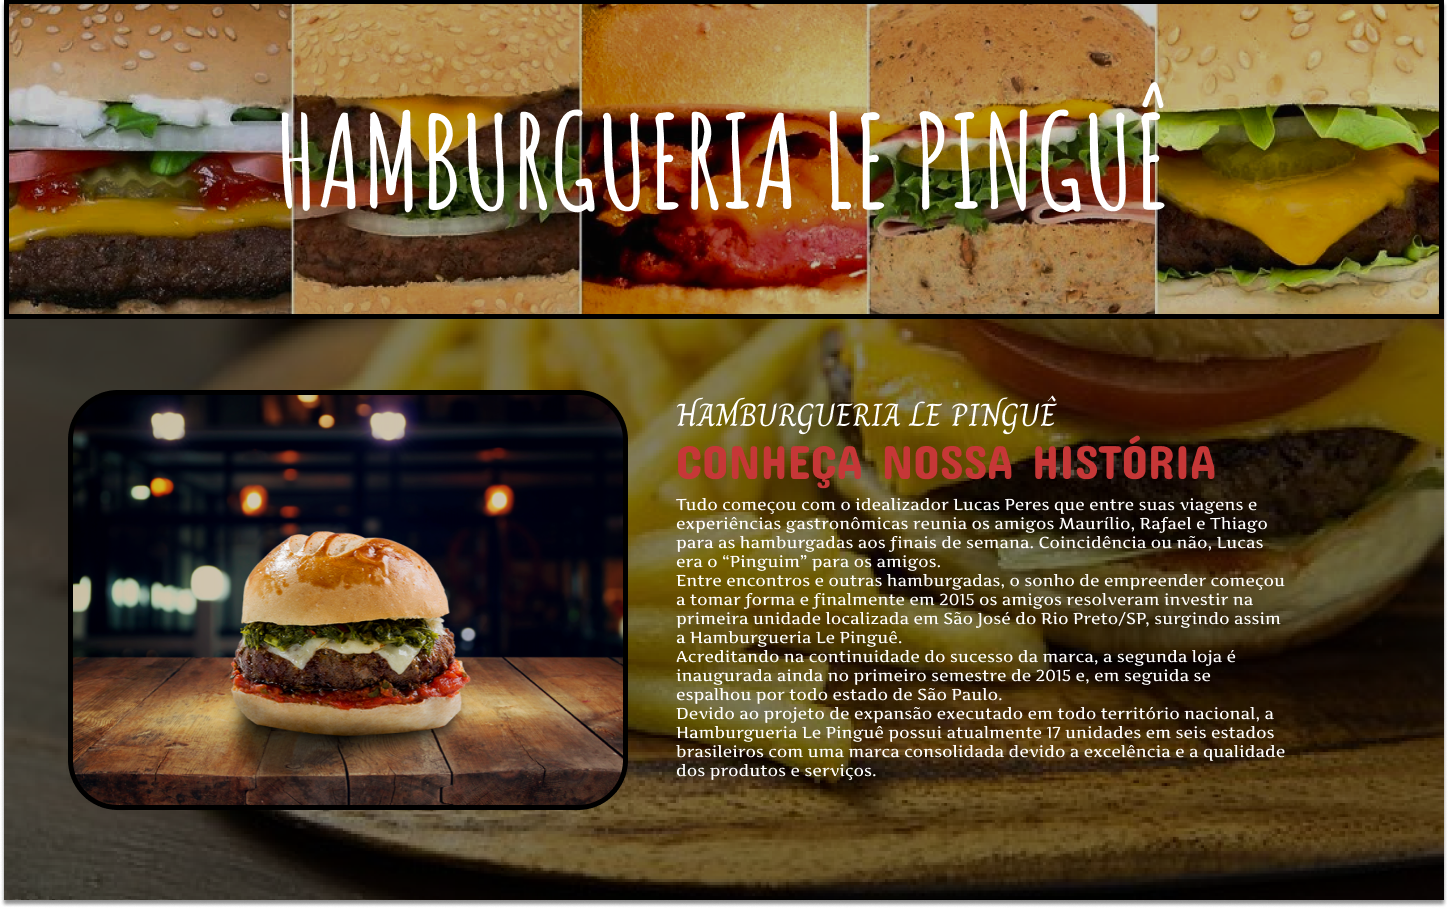 HAMBURGUERIA LE PINGUÊ
HAMBURGUERIA LE PINGUÊ
CONHEÇA NOSSA HISTÓRIA
Tudo começou com o idealizador Lucas Peres que entre suas viagens e
experiências gastronômicas reunia os amigos Maurílio, Rafael e Thiago
para as hamburgadas aos finais de semana. Coincidência ou não, Lucas
era o “Pinguim” para os amigos.
Entre encontros e outras hamburgadas, o sonho de empreender começou
a tomar forma e finalmente em 2015 os amigos resolveram investir na
primeira unidade localizada em São José do Rio Preto/SP, surgindo assim
a Hamburgueria Le Pinguê.
Acreditando na continuidade do sucesso da marca, a segunda loja é
inaugurada ainda no primeiro semestre de 2015 e, em seguida se
espalhou por todo estado de São Paulo.
Devido ao projeto de expansão executado em todo território nacional, a
Hamburgueria Le Pinguê possui atualmente 17 unidades em seis estados
brasileiros com uma marca consolidada devido a excelência e a qualidade
dos produtos e serviços.